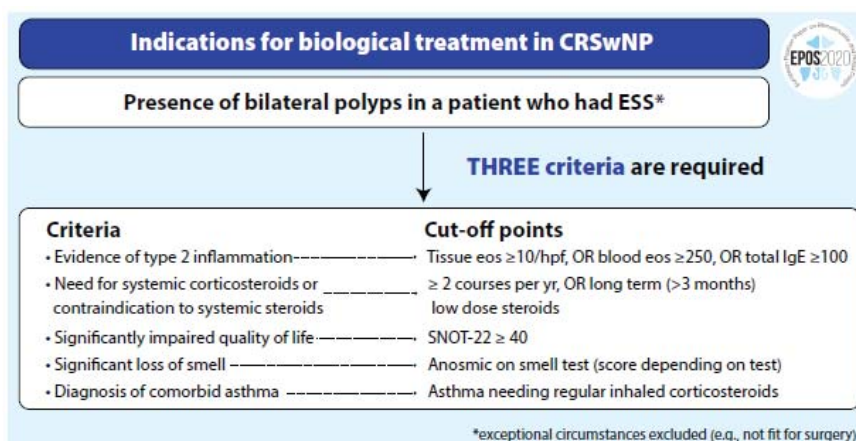 Indications for biological treatment in CRSwNP
EPOS2020
Presence of bilateral polyps in a patient who had ESS*
THREE criteria are required
Criteria Cut-off points
• Evidence of type 2 inflammation Tissue eos ≥10/hpf, OR blood eos ≥250, OR total IgE ≥100
• Need for systemic corticosteroids or ≥ 2 courses per yr, OR long term (>3 months)
contraindication to systemic steroids low dose steroids
• Significantly impaired quality of life SNOT-22 ≥ 40
• Significant loss of smell Anosmic on smell test (score depending on test)
• Diagnosis of comorbid asthma Asthma needing regular inhaled corticosteroids
*exceptional circumstances excluded (e.g., not fit for surgery)